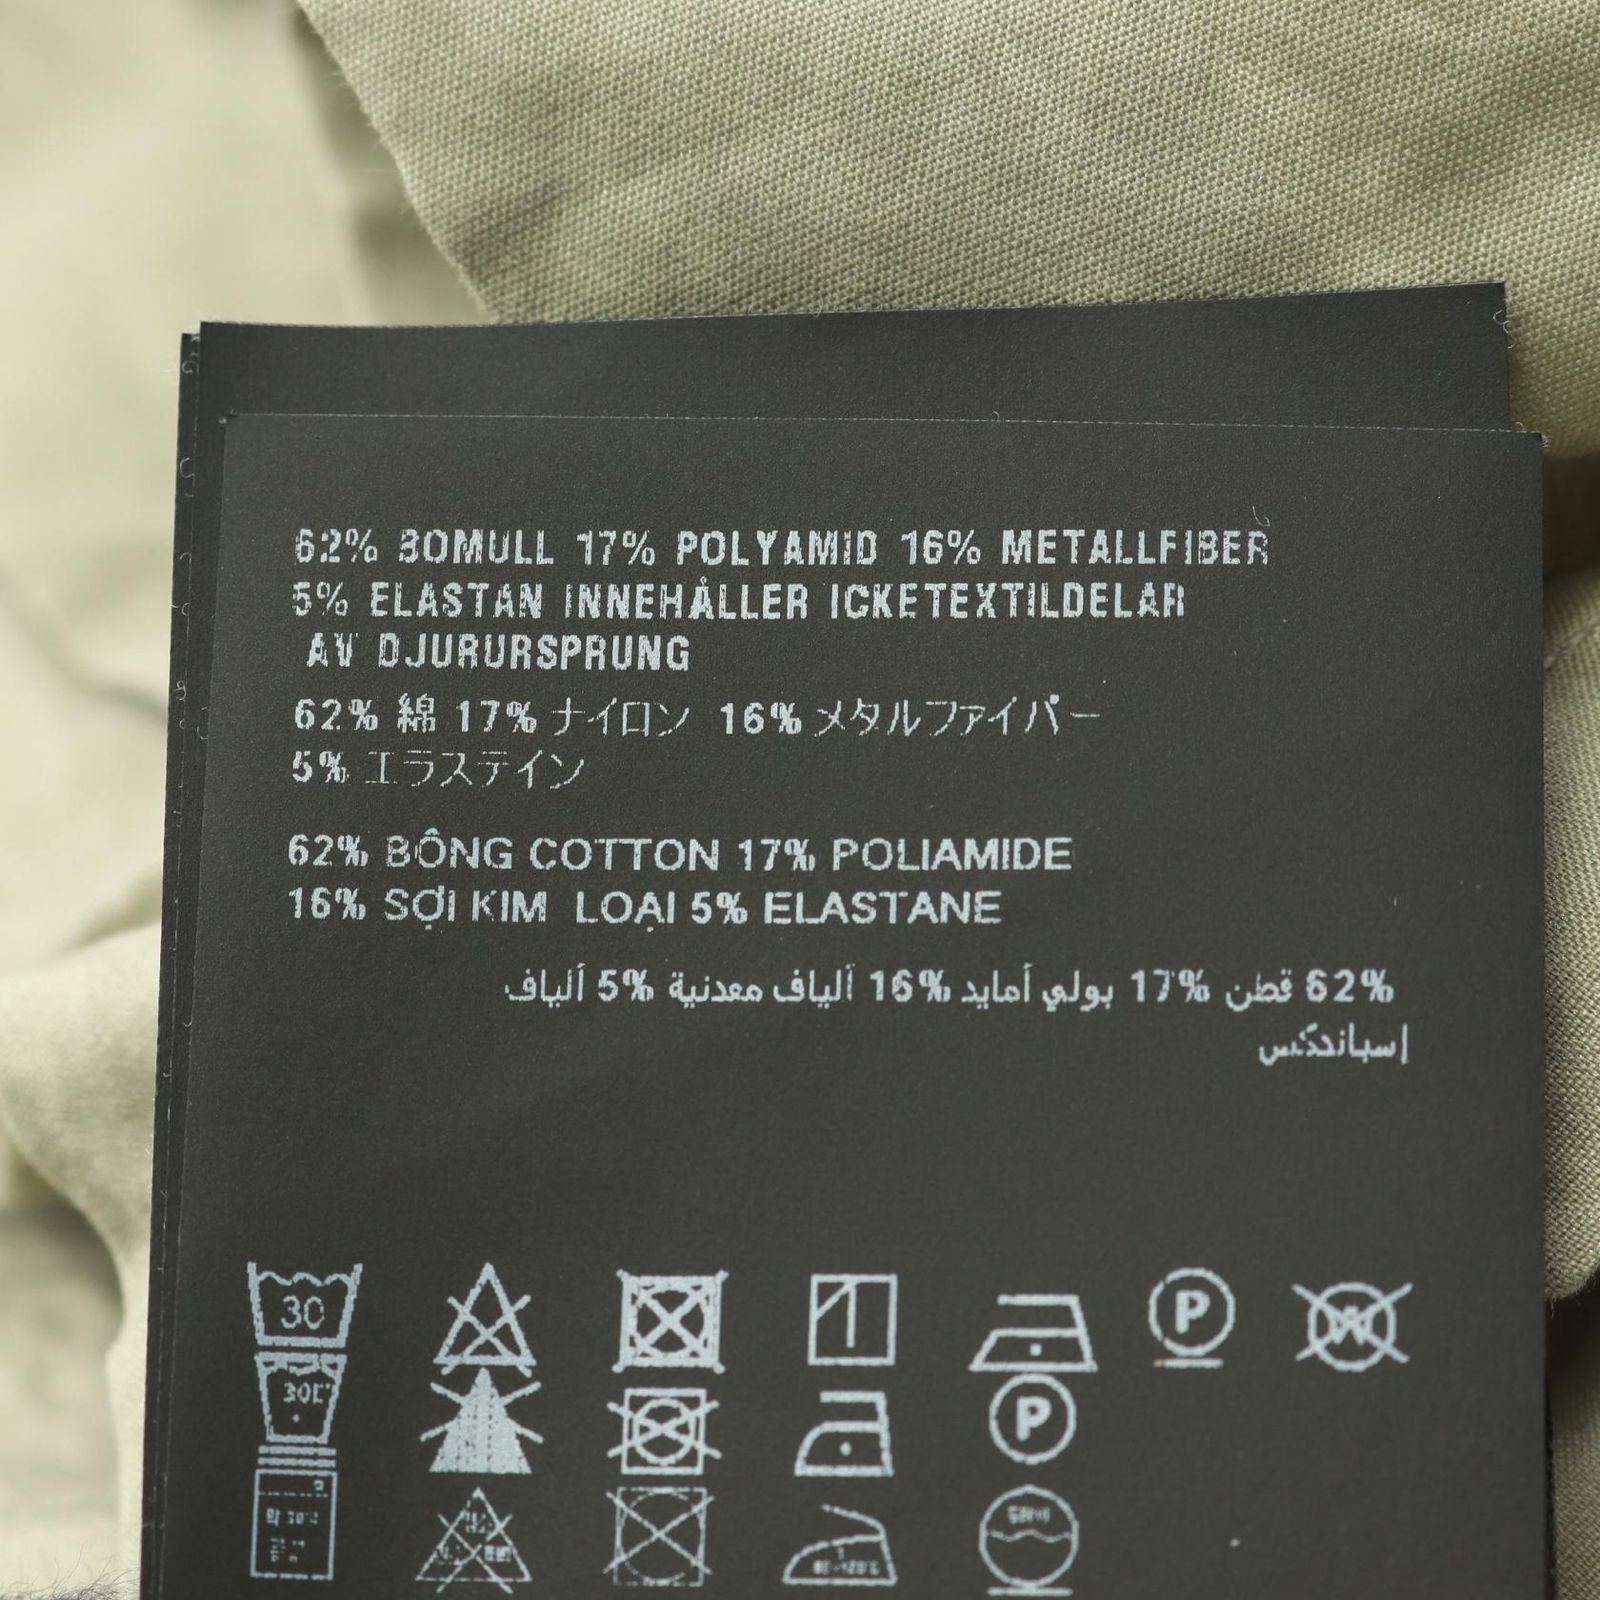 62% BOMULL 17% POLYAMID 16% METALLFIBER
5% ELASTAN INNEHÅLLER ICKETEXTILDELAR
AV DJURURSPRUNG
62% 綿 17% ナイロン 16% メタルファイバー
5% エラステイン
62% BÔNG COTTON 17% POLIAMIDE
16% SỢI KIM LOẠI 5% ELASTANE
62% قطن 17% بولي أمايد 16% ألياف معدنية 5% ألياف
إسباندكس
30 P W
30C P